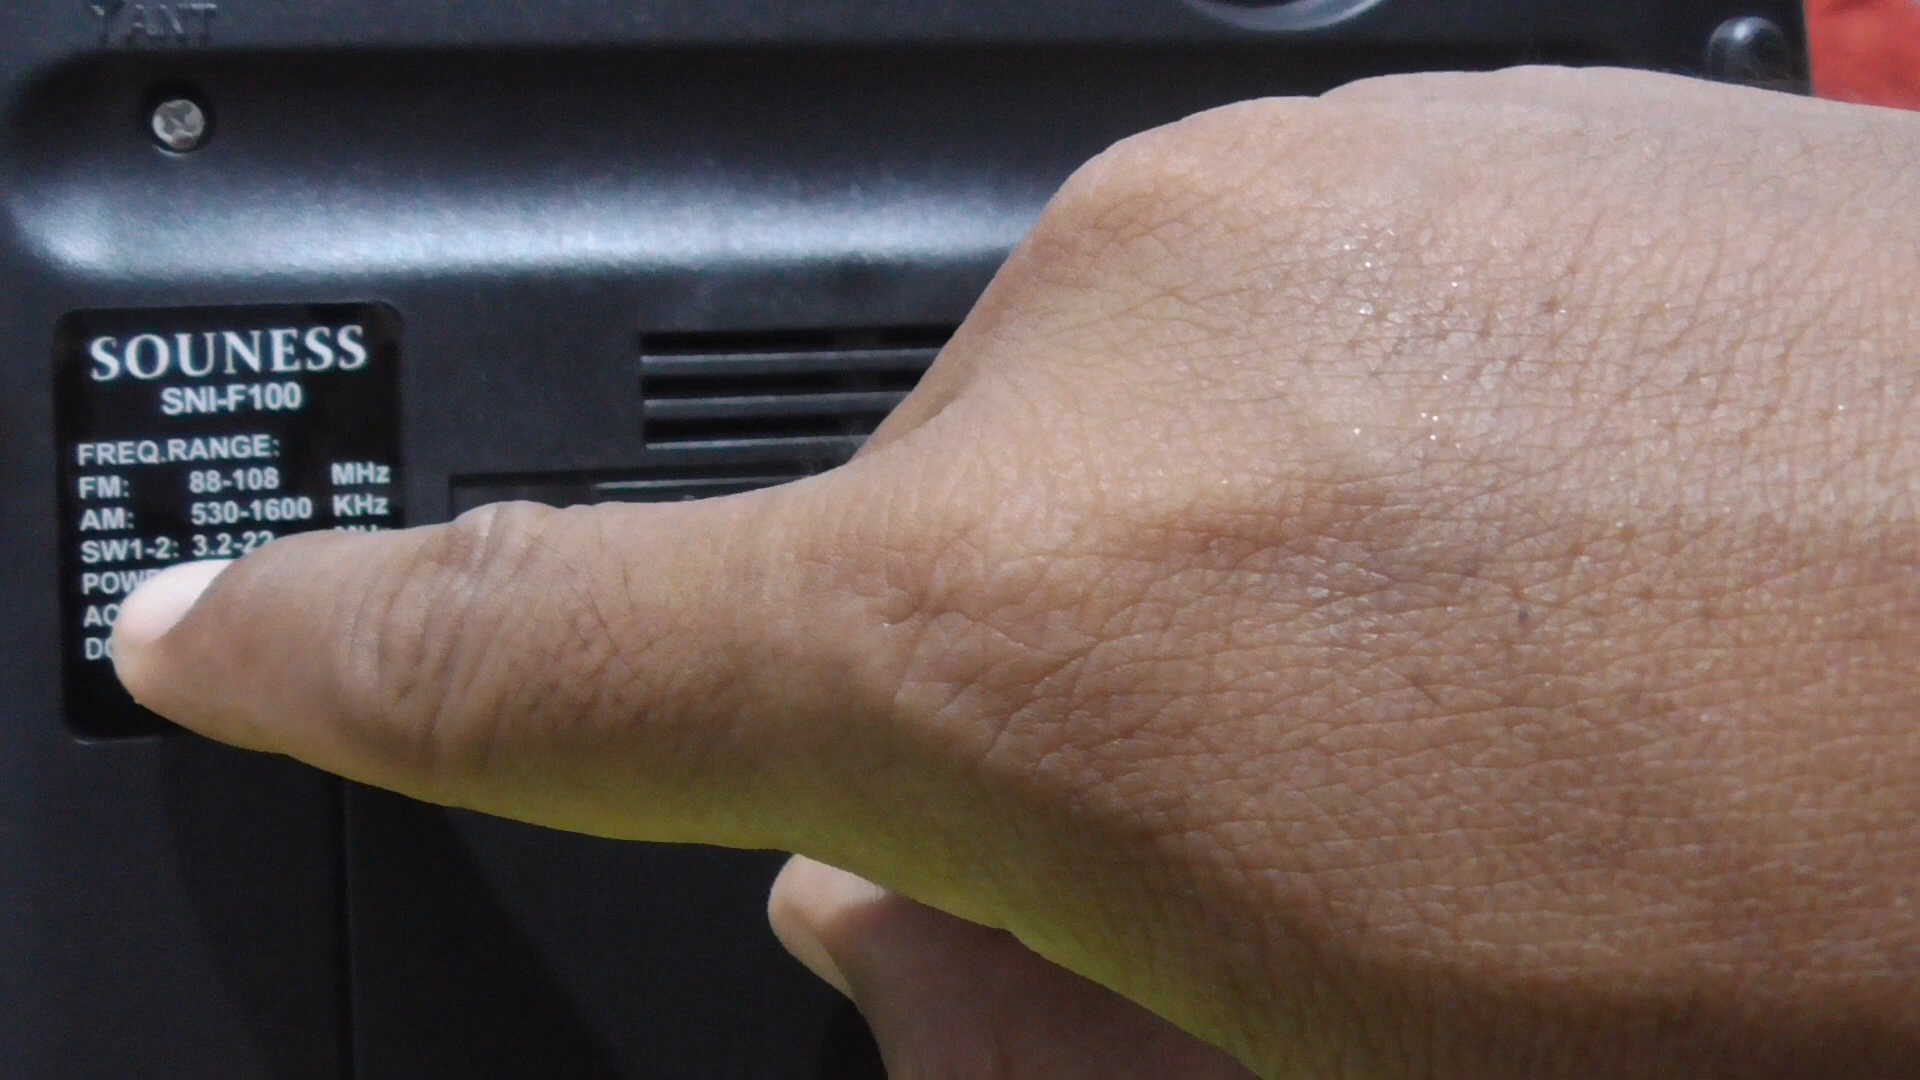 SOUNESS
SNI-F100
FREQ.RANGE:
FM: 88-108 MHz
AM: 530-1600 KHz
SW1-2: 3.2-22